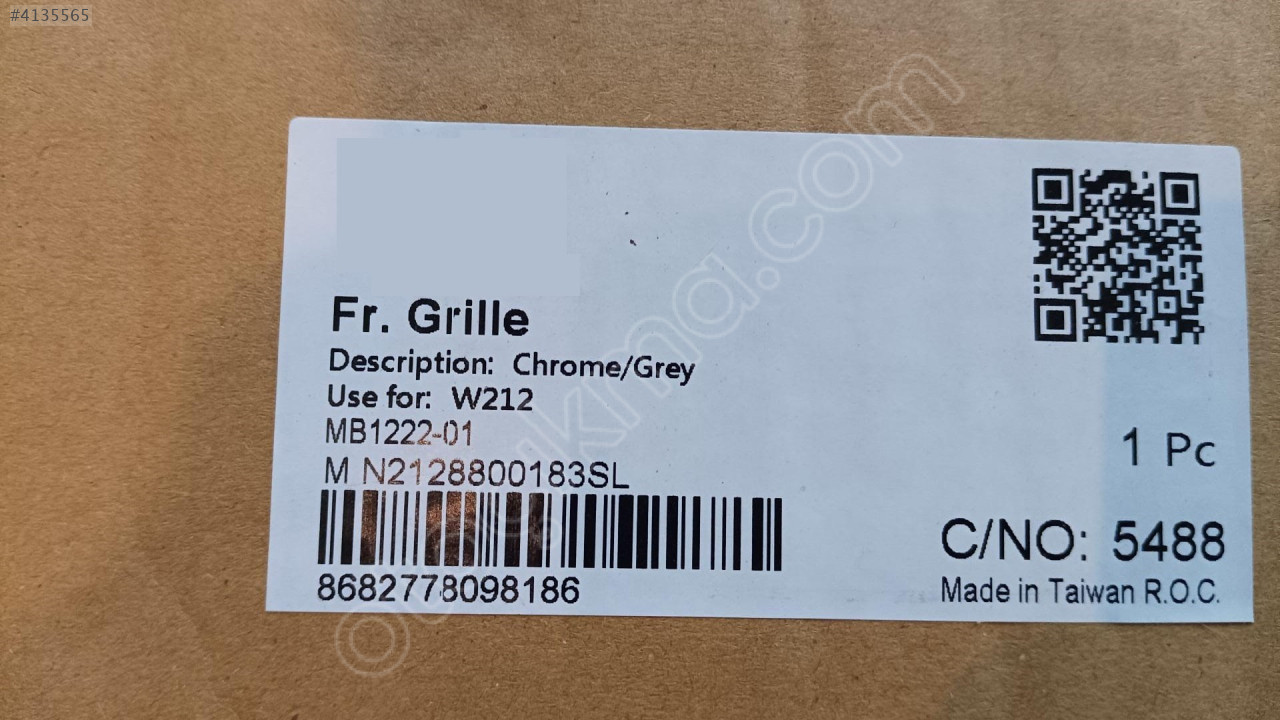 #4135565
Fr. Grille
Description: Chrome/Grey
Use for: W212
MB1222-01
M N2128800183SL
8682778098186
1 Pc
C/NO: 5488
Made in Taiwan R.O.C.